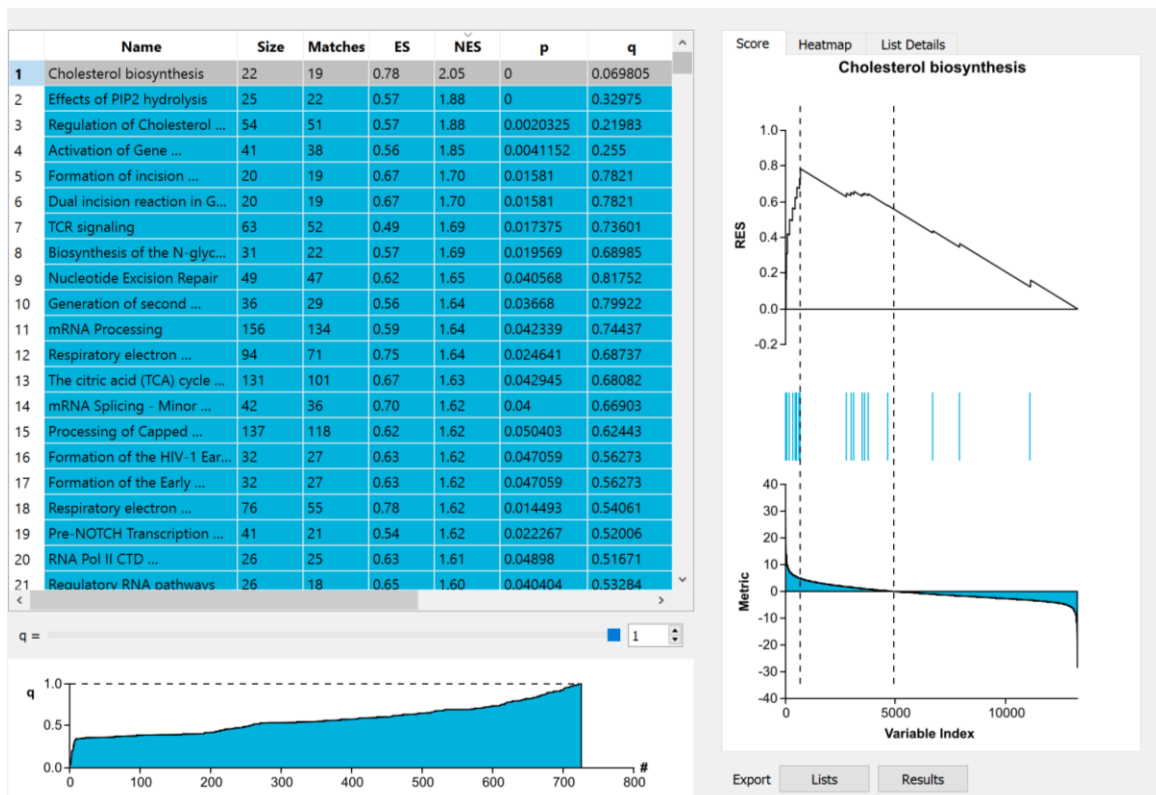 Name Size Matches ES NES p q
1 Cholesterol biosynthesis 22 19 0.78 2.05 0 0.069805
2 Effects of PIP2 hydrolysis 25 22 0.57 1.88 0 0.32975
3 Regulation of Cholesterol ... 54 51 0.57 1.88 0.0020325 0.21983
4 Activation of Gene ... 41 38 0.56 1.85 0.0041152 0.255
5 Formation of incision ... 20 19 0.67 1.70 0.01581 0.7821
6 Dual incision reaction in G... 20 19 0.67 1.70 0.01581 0.7821
7 TCR signaling 63 52 0.49 1.69 0.017375 0.73601
8 Biosynthesis of the N-glyc... 31 22 0.57 1.69 0.019569 0.68985
9 Nucleotide Excision Repair 49 47 0.62 1.65 0.040568 0.81752
10 Generation of second ... 36 29 0.56 1.64 0.03668 0.79922
11 mRNA Processing 156 134 0.59 1.64 0.042339 0.74437
12 Respiratory electron ... 94 71 0.75 1.64 0.024641 0.68737
13 The citric acid (TCA) cycle ... 131 101 0.67 1.63 0.042945 0.68082
14 mRNA Splicing - Minor ... 42 36 0.70 1.62 0.04 0.66903
15 Processing of Capped ... 137 118 0.62 1.62 0.050403 0.62443
16 Formation of the HIV-1 Ear... 32 27 0.63 1.62 0.047059 0.56273
17 Formation of the Early ... 32 27 0.63 1.62 0.047059 0.56273
18 Respiratory electron ... 76 55 0.78 1.62 0.014493 0.54061
19 Pre-NOTCH Transcription ... 41 21 0.54 1.62 0.022267 0.52006
20 RNA Pol II CTD ... 26 25 0.63 1.61 0.04898 0.51671
21 Regulatory RNA pathways 26 18 0.65 1.60 0.040404 0.53284
q = 1
q
1.0
0.5
0.0
0 100 200 300 400 500 600 700 800
#
Score Heatmap List Details
Cholesterol biosynthesis
RES
1.0
0.8
0.6
0.4
0.2
0.0
-0.2
Metric
40
30
20
10
0
-10
-20
-30
-40
0 5000 10000
Variable Index
Export Lists Results